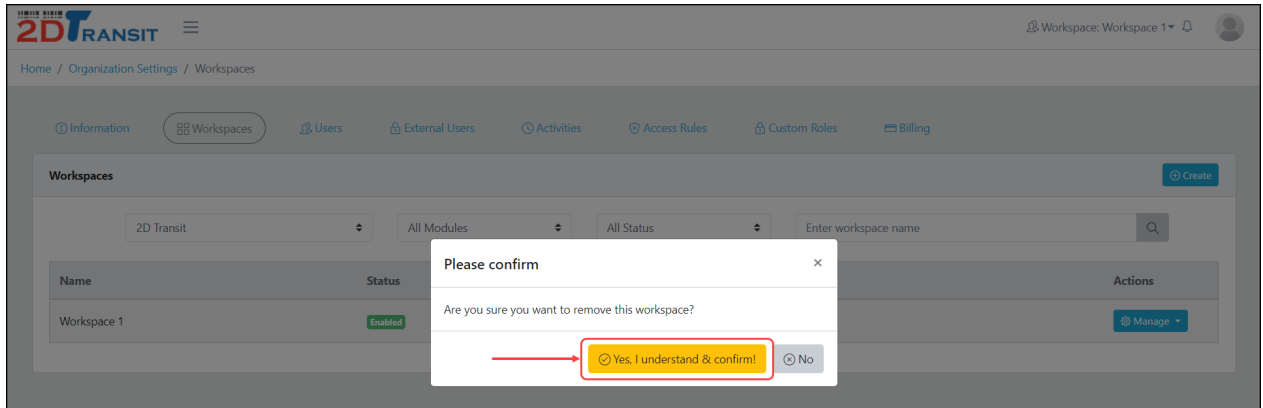 2DTRANSIT
Workspace: Workspace 1
Home / Organization Settings / Workspaces
Information Workspaces Users External Users Activities Access Rules Custom Roles Billing
Workspaces Create
2D Transit All Modules All Status Enter workspace name
Please confirm ×
Name Status Actions
Are you sure you want to remove this workspace?
Workspace 1 Enabled Manage
Yes, I understand & confirm! No